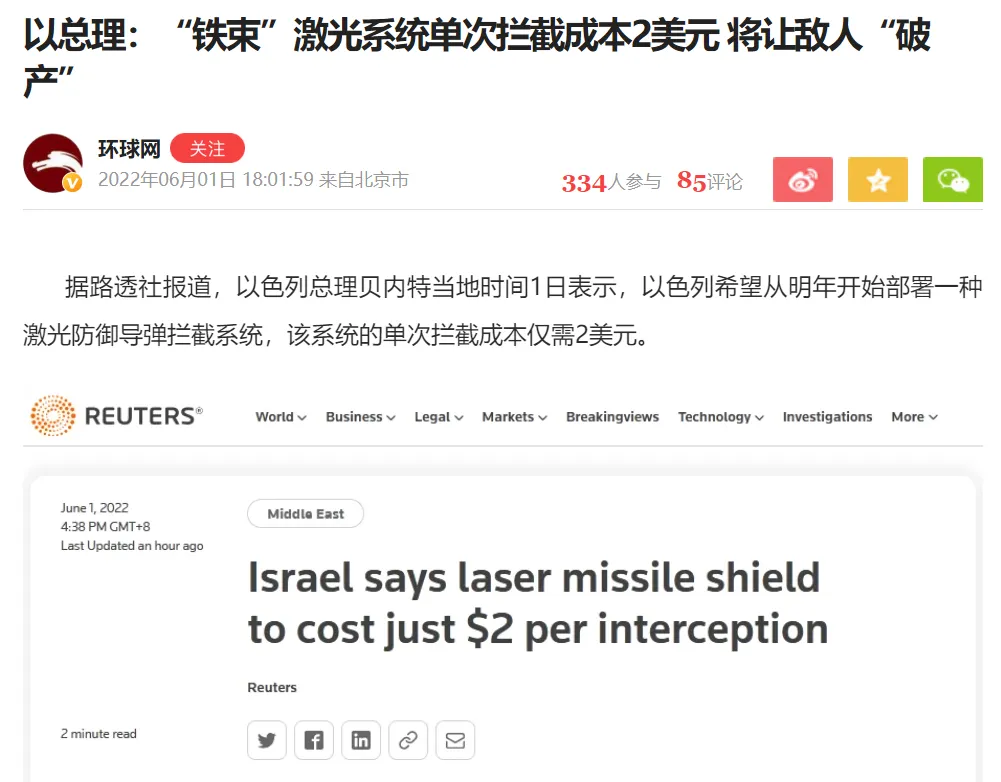 以总理：“铁束”激光系统单次拦截成本2美元 将让敌人“破
产”
环球网 关注
2022年06月01日 18:01:59 来自北京市
334人参与 85评论
据路透社报道，以色列总理贝内特当地时间1日表示，以色列希望从明年开始部署一种
激光防御导弹拦截系统，该系统的单次拦截成本仅需2美元。
REUTERS® World Business Legal Markets Breakingviews Technology Investigations More
June 1, 2022
4:38 PM GMT+8
Last Updated an hour ago
Middle East
Israel says laser missile shield
to cost just $2 per interception
Reuters
2 minute read